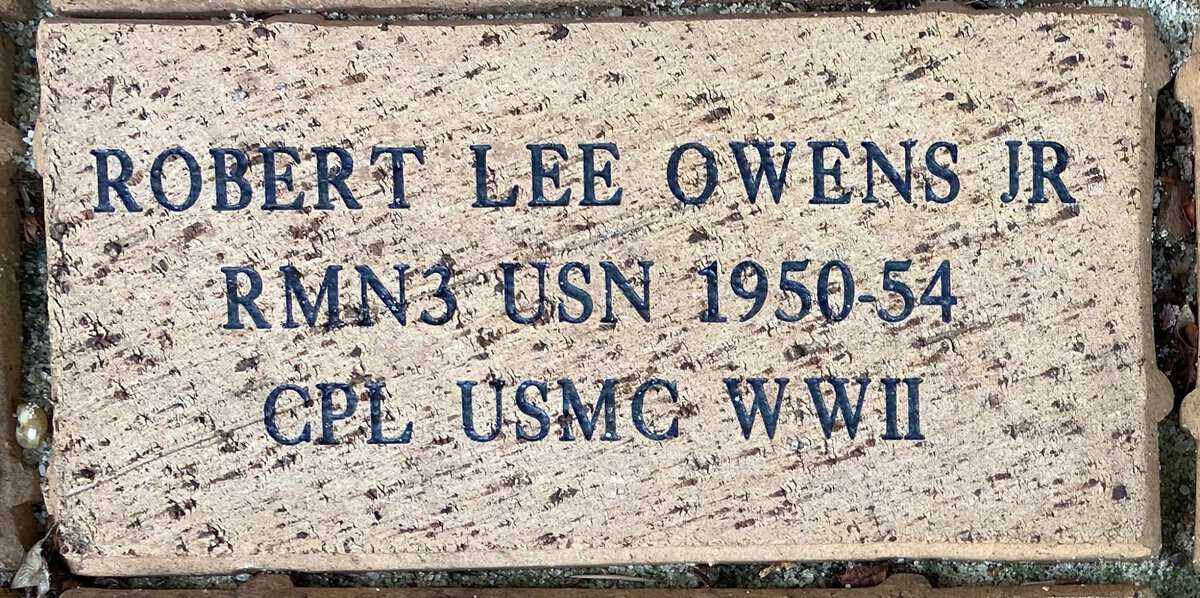 ROBERT LEE OWENS JR
RMN3 USN 1950-54
CPL USMC WWII